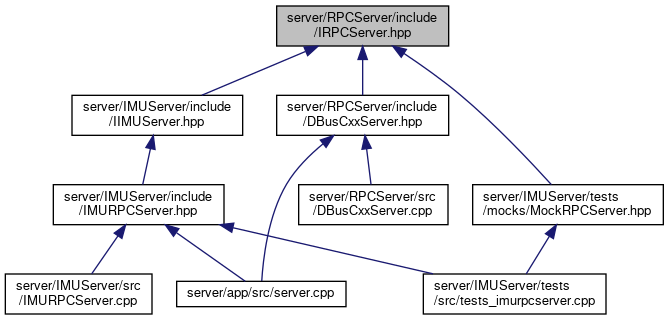 server/RPCServer/include
/IRPCServer.hpp
server/IMUServer/include
/IIMUServer.hpp
server/RPCServer/include
/DBusCxxServer.hpp
server/IMUServer/include
/IMURPCServer.hpp
server/RPCServer/src
/DBusCxxServer.cpp
server/IMUServer/tests
/mocks/MockRPCServer.hpp
server/IMUServer/src
/IMURPCServer.cpp
server/app/src/server.cpp
server/IMUServer/tests
/src/tests_imurpcserver.cpp